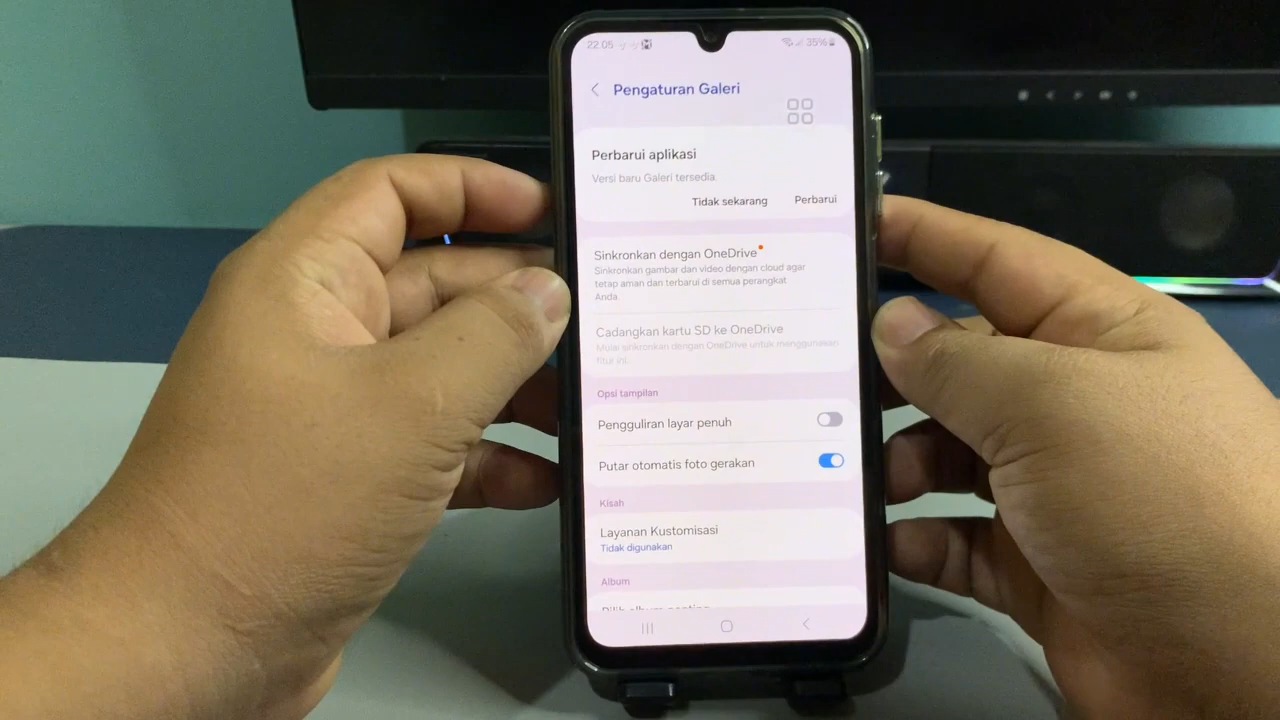 22.05
35%
Pengaturan Galeri
Perbarui aplikasi
Versi baru Galeri tersedia.
Tidak sekarang Perbarui
Sinkronkan dengan OneDrive
Sinkronkan gambar dan video dengan cloud agar
tetap aman dan terbarui di semua perangkat
Anda.
Cadangkan kartu SD ke OneDrive
Mulai sinkronkan dengan OneDrive untuk menggunakan
fitur ini.
Opsi tampilan
Pengguliran layar penuh
Putar otomatis foto gerakan
Kisah
Layanan Kustomisasi
Tidak digunakan
Album